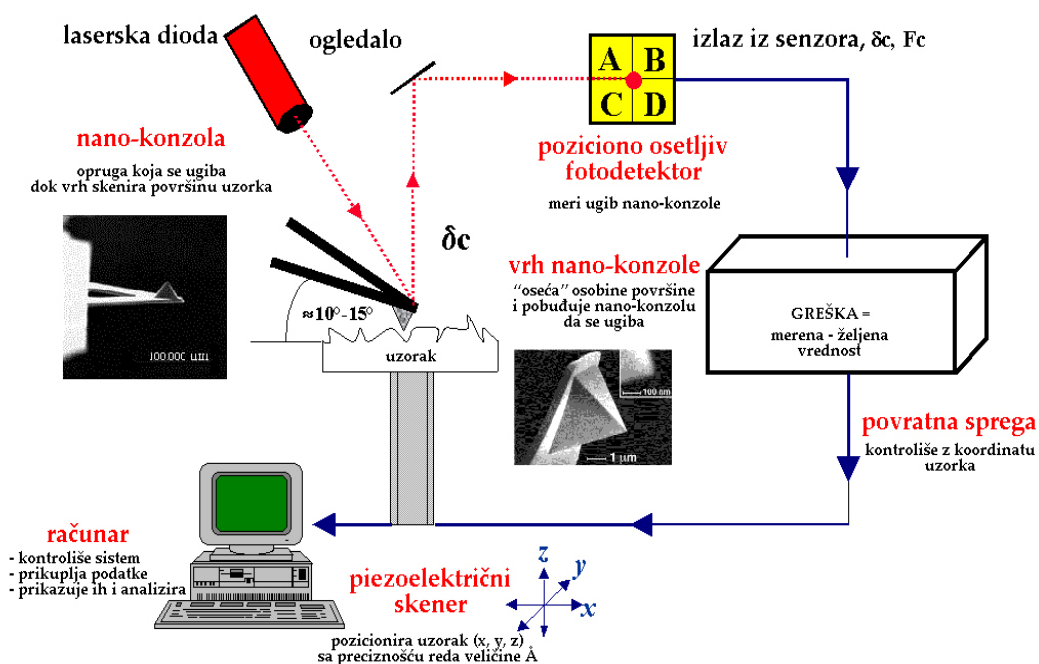 laserska dioda
ogledalo
A B
C D
izlaz iz senzora, δc, Fc
nano-konzola
opruga koja se ugiba
dok vrh skenira površinu uzorka
100.000 µm
poziciono osetljiv
fotodetektor
meri ugib nano-konzole
δc
≈10°-15°
uzorak
vrh nano-konzole
“oseća” osobine površine
i pobuđuje nano-konzolu
da se ugiba
100 nm
1 µm
GREŠKA =
merena - željena
vrednost
povratna sprega
kontroliše z koordinatu
uzorka
računar
- kontroliše sistem
- prikuplja podatke
- prikazuje ih i analizira
piezoelektrični
skener
pozicionira uzorak (x, y, z)
sa preciznošću reda veličine Å
z
y
x